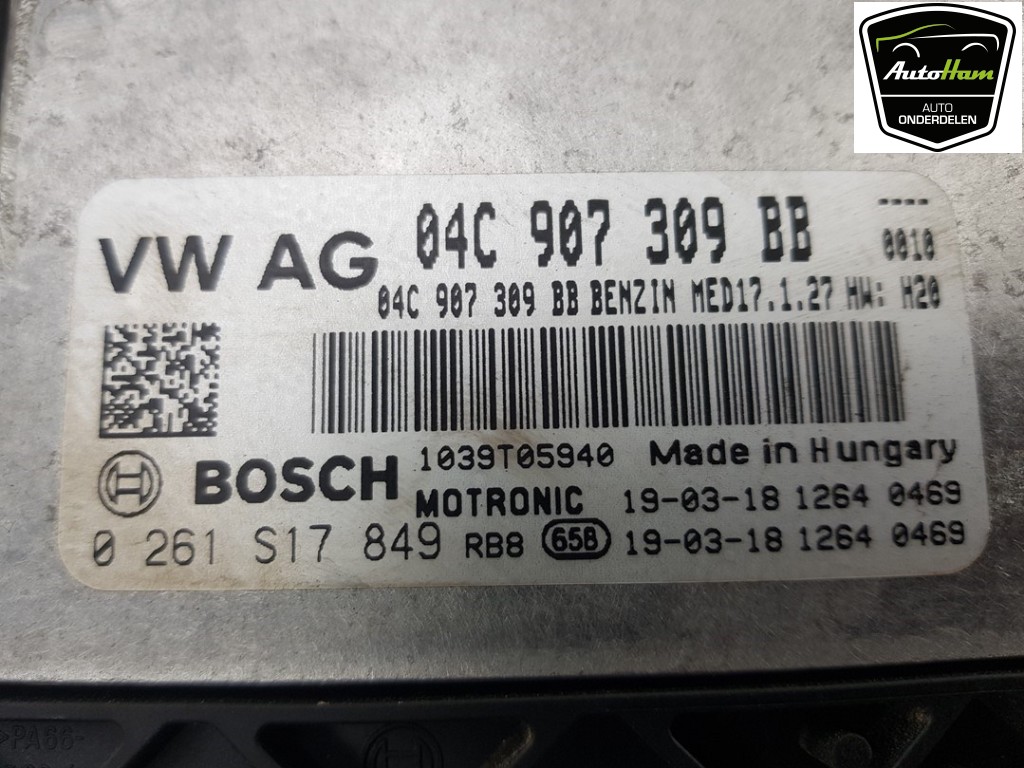 AutoHam
AUTO
ONDERDELEN
VW AG 04C 907 309 BB ----
0010
04C 907 309 BB BENZIN MED17.1.27 HW: H20
BOSCH 1039T05940 Made in Hungary
MOTRONIC 19-03-18 1264 0469
0 261 S17 849 RB8 65B 19-03-18 1264 0469
>PA66-